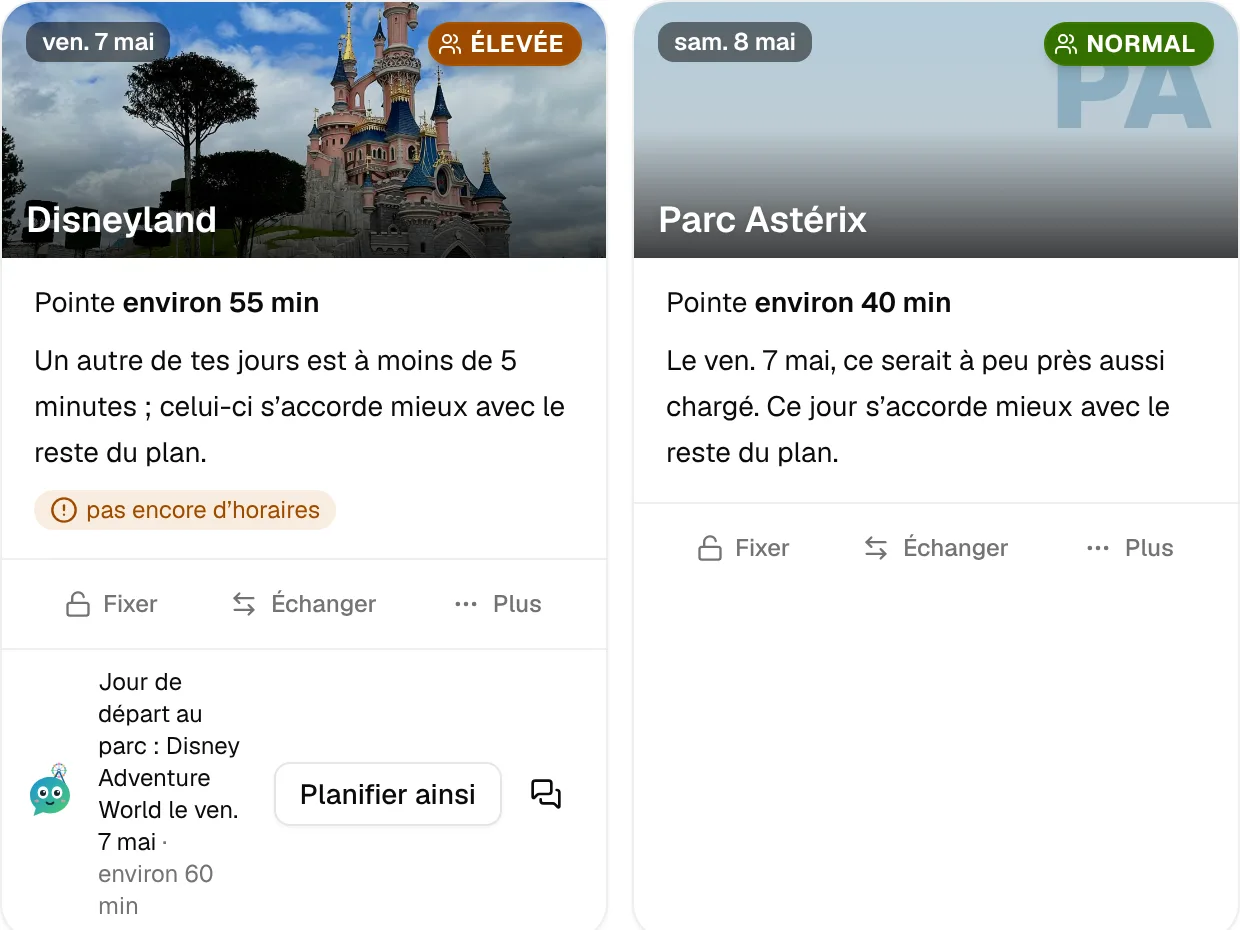 ven. 7 mai
ÉLEVÉE
Disneyland
Pointe environ 55 min
Un autre de tes jours est à moins de 5
minutes ; celui-ci s’accorde mieux avec le
reste du plan.
pas encore d’horaires
Fixer
Échanger
Plus
Jour de
départ au
parc : Disney
Adventure
World le ven.
7 mai ·
environ 60
min
Planifier ainsi
sam. 8 mai
NORMAL
PA
Parc Astérix
Pointe environ 40 min
Le ven. 7 mai, ce serait à peu près aussi
chargé. Ce jour s’accorde mieux avec le
reste du plan.
Fixer
Échanger
Plus